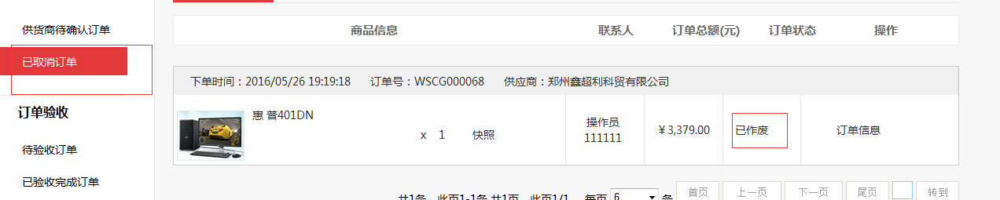 供货商待确认订单
已取消订单
订单验收
待验收订单
已验收完成订单
商品信息 联系人 订单总额(元) 订单状态 操作
下单时间：2016/05/26 19:19:18 订单号：WSCG000068 供应商：郑州鑫超利科贸有限公司
惠 普401DN
x 1 快照
操作员
111111
￥3,379.00
已作废
订单信息
共1条 此页1-1条 共1页 此页1/1 每页 6 条 首页 上一页 下一页 尾页 转到